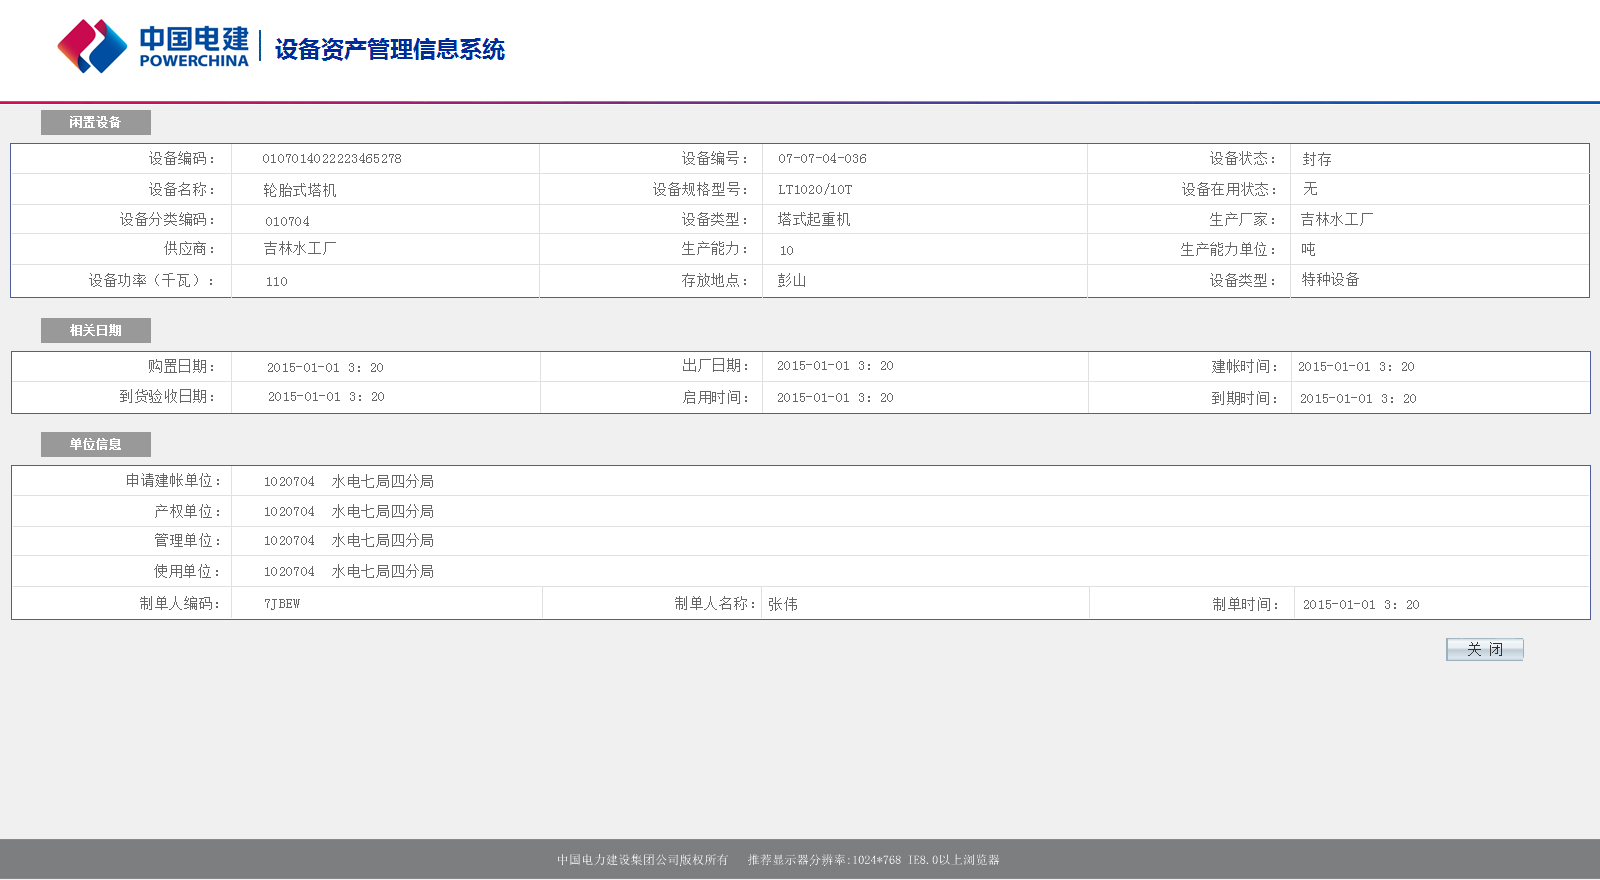 中国电建
POWERCHINA
设备资产管理信息系统
闲置设备
设备编码： 0107014022223465278 设备编号： 07-07-04-036 设备状态： 封存
设备名称： 轮胎式塔机 设备规格型号： LT1020/10T 设备在用状态： 无
设备分类编码： 010704 设备类型： 塔式起重机 生产厂家： 吉林水工厂
供应商： 吉林水工厂 生产能力： 10 生产能力单位： 吨
设备功率（千瓦）： 110 存放地点： 彭山 设备类型： 特种设备
相关日期
购置日期： 2015-01-01 3：20 出厂日期： 2015-01-01 3：20 建帐时间： 2015-01-01 3：20
到货验收日期： 2015-01-01 3：20 启用时间： 2015-01-01 3：20 到期时间： 2015-01-01 3：20
单位信息
申请建帐单位： 1020704 水电七局四分局
产权单位： 1020704 水电七局四分局
管理单位： 1020704 水电七局四分局
使用单位： 1020704 水电七局四分局
制单人编码： 7JBEW 制单人名称： 张伟 制单时间： 2015-01-01 3：20
关 闭
中国电力建设集团公司版权所有 推荐显示器分辨率:1024*768 IE8.0以上浏览器